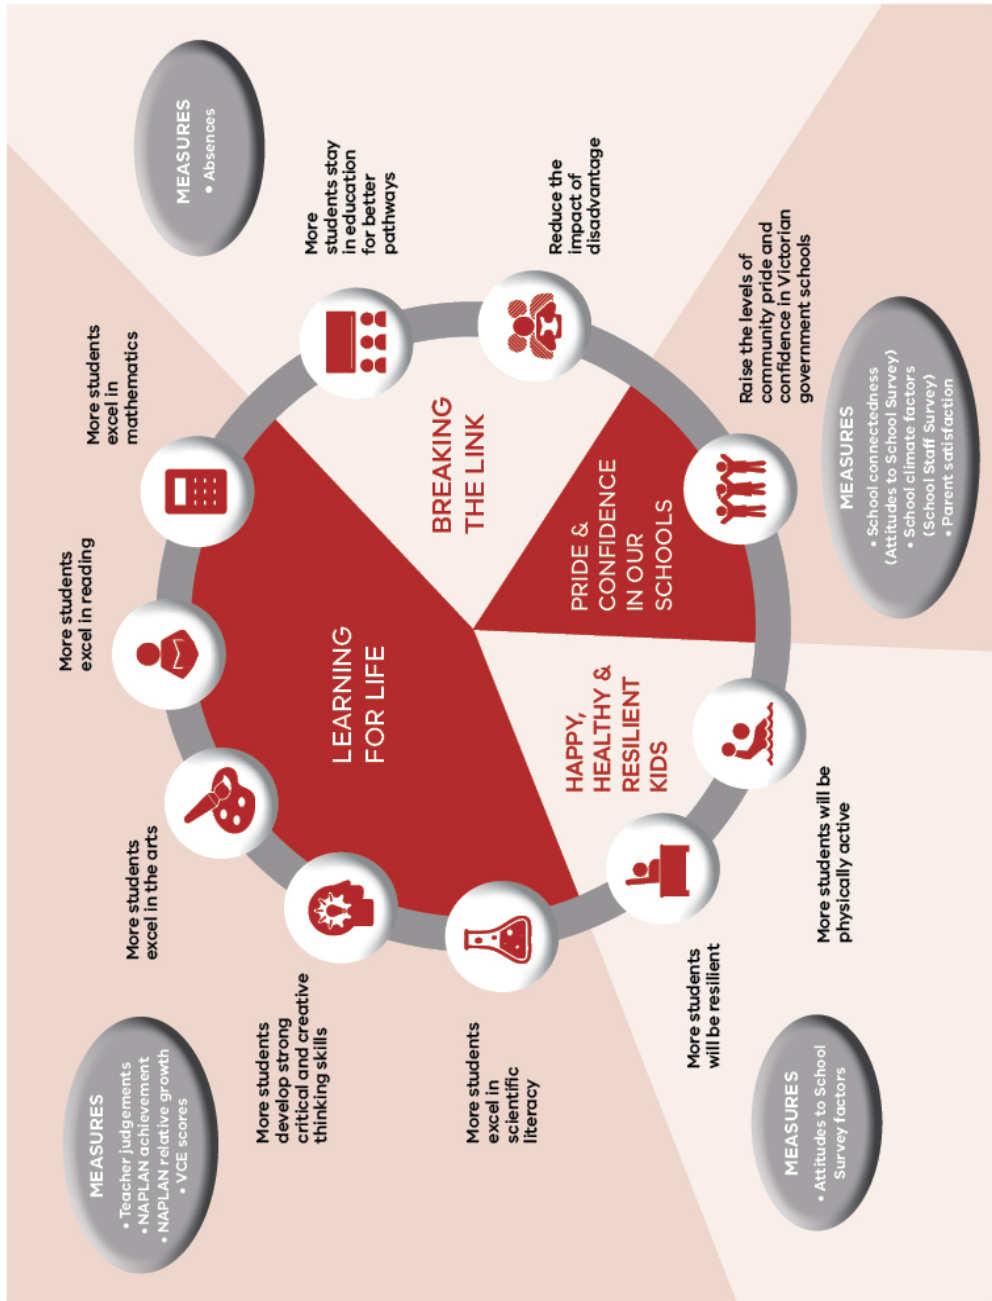 MEASURES
• Teacher judgements
• NAPLAN achievement
• NAPLAN relative growth
• VCE scores
More students
excel in the arts
More students
excel in reading
More students
excel in
mathematics
MEASURES
• Absences
More students
develop strong
critical and creative
thinking skills
More
students stay
in education
for better
pathways
LEARNING
FOR LIFE
BREAKING
THE LINK
More students
excel in
scientific
literacy
Reduce the
impact of
disadvantage
HAPPY,
HEALTHY &
RESILIENT
KIDS
PRIDE &
CONFIDENCE
IN OUR
SCHOOLS
More students
will be resilient
Raise the levels of
community pride and
confidence in Victorian
government schools
MEASURES
• Attitudes to School
Survey factors
More students will be
physically active
MEASURES
• School connectedness
(Attitudes to School Survey)
• School climate factors
(School Staff Survey)
• Parent satisfaction